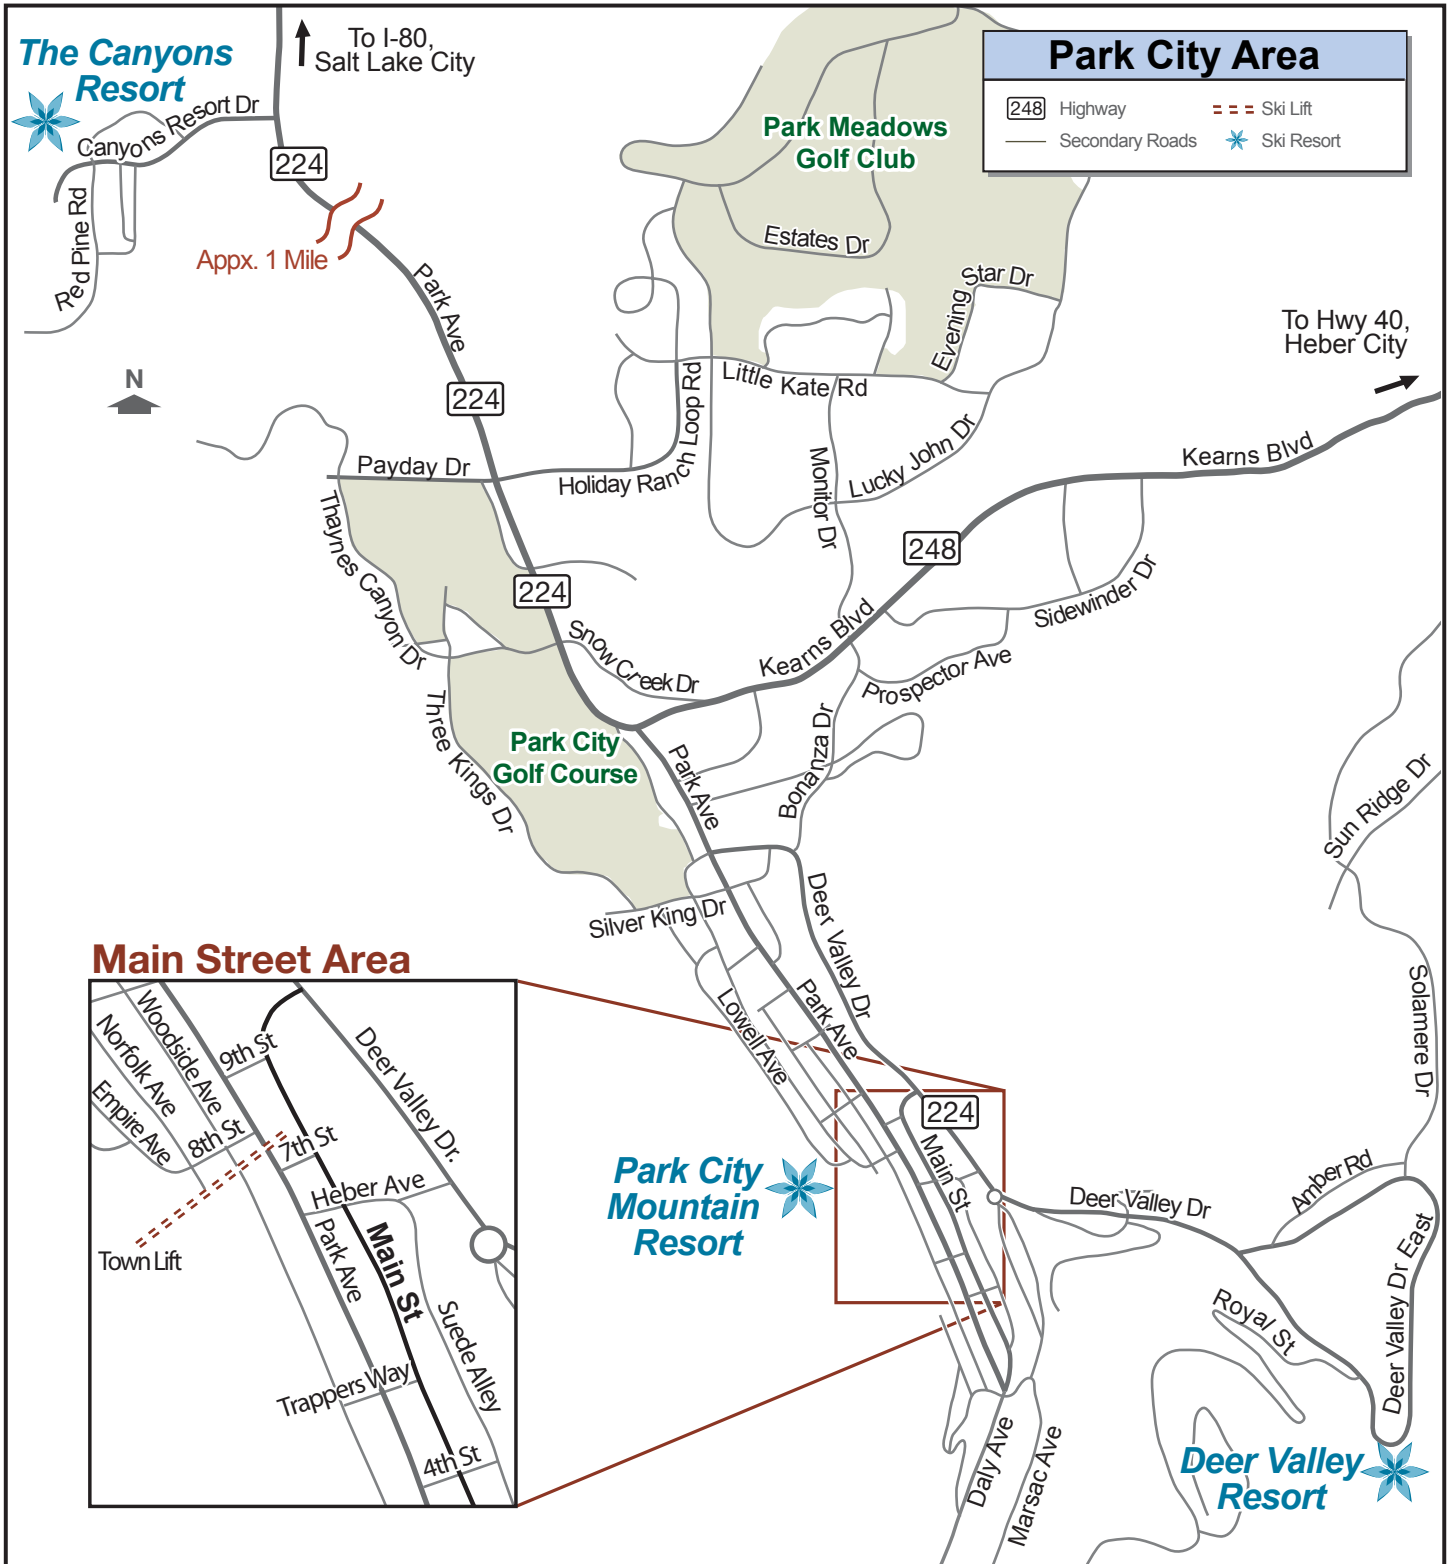 The Canyons
Resort
To I-80,
Salt Lake City
Park City Area
248 Highway
Ski Lift
Secondary Roads
Ski Resort
Canyons Resort Dr
224
Red Pine Rd
Appx. 1 Mile
Park Ave
Park Meadows
Golf Club
Estates Dr
Evening Star Dr
To Hwy 40,
Heber City
N
224
Little Kate Rd
Holiday Ranch Loop Rd
Payday Dr
Monitor Dr
Lucky John Dr
Kearns Blvd
248
Thaynes Canyon Dr
224
Snow Creek Dr
Kearns Blvd
Sidewinder Dr
Prospector Ave
Three Kings Dr
Park City
Golf Course
Park Ave
Bonanza Dr
Sun Ridge Dr
Silver King Dr
Deer Valley Dr
Solamere Dr
Lowell Ave
Park Ave
224
Main St
Park City
Mountain
Resort
Deer Valley Dr
Amber Rd
Deer Valley Dr East
Royal St
Daly Ave
Marsac Ave
Deer Valley
Resort
Main Street Area
Woodside Ave
Norfolk Ave
Empire Ave
9th St
8th St
7th St
Deer Valley Dr.
Heber Ave
Town Lift
Park Ave
Main St
Suede Alley
Trappers Way
4th St